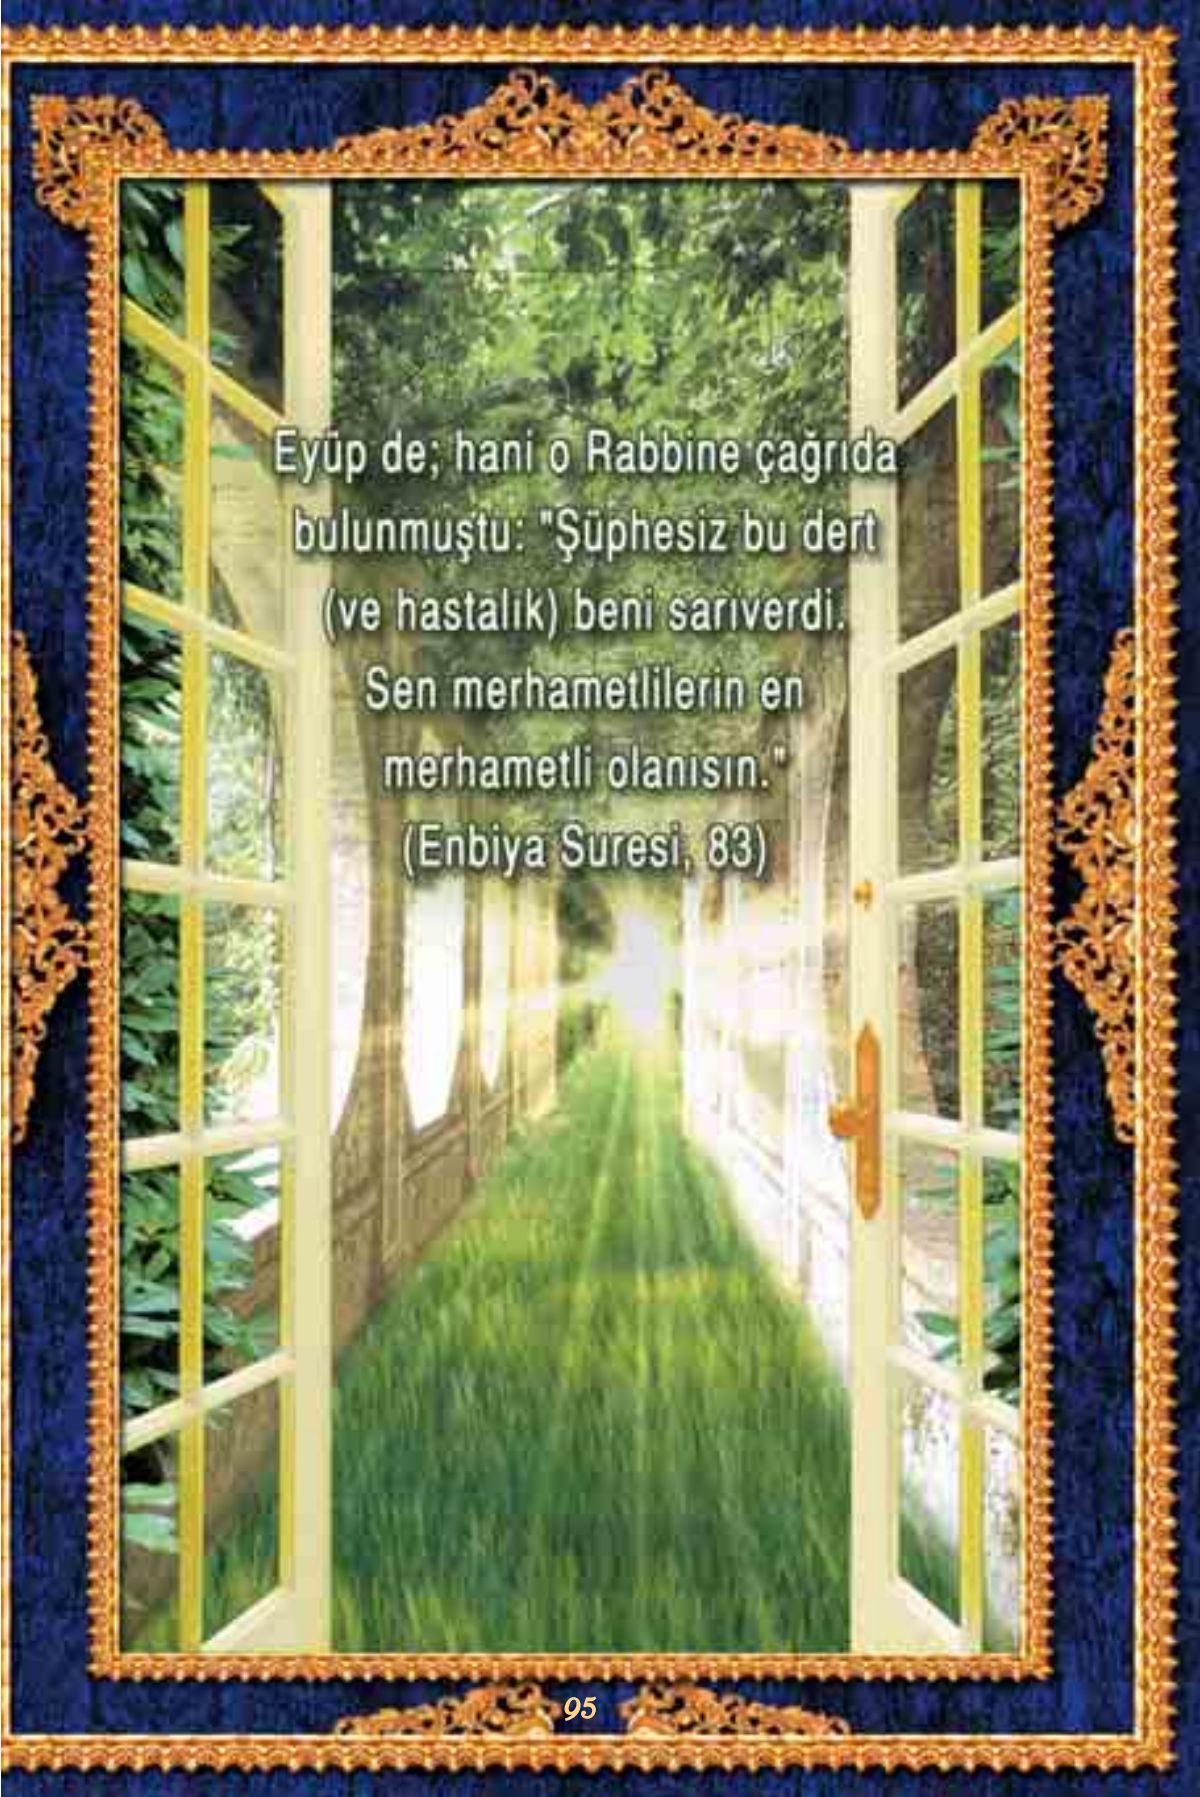 Eyüp de; hani o Rabbine çağrıda
bulunmuştu: "Şüphesiz bu dert
(ve hastalık) beni sarıverdi.
Sen merhametlilerin en
merhametli olanısın."
(Enbiya Suresi, 83)
95